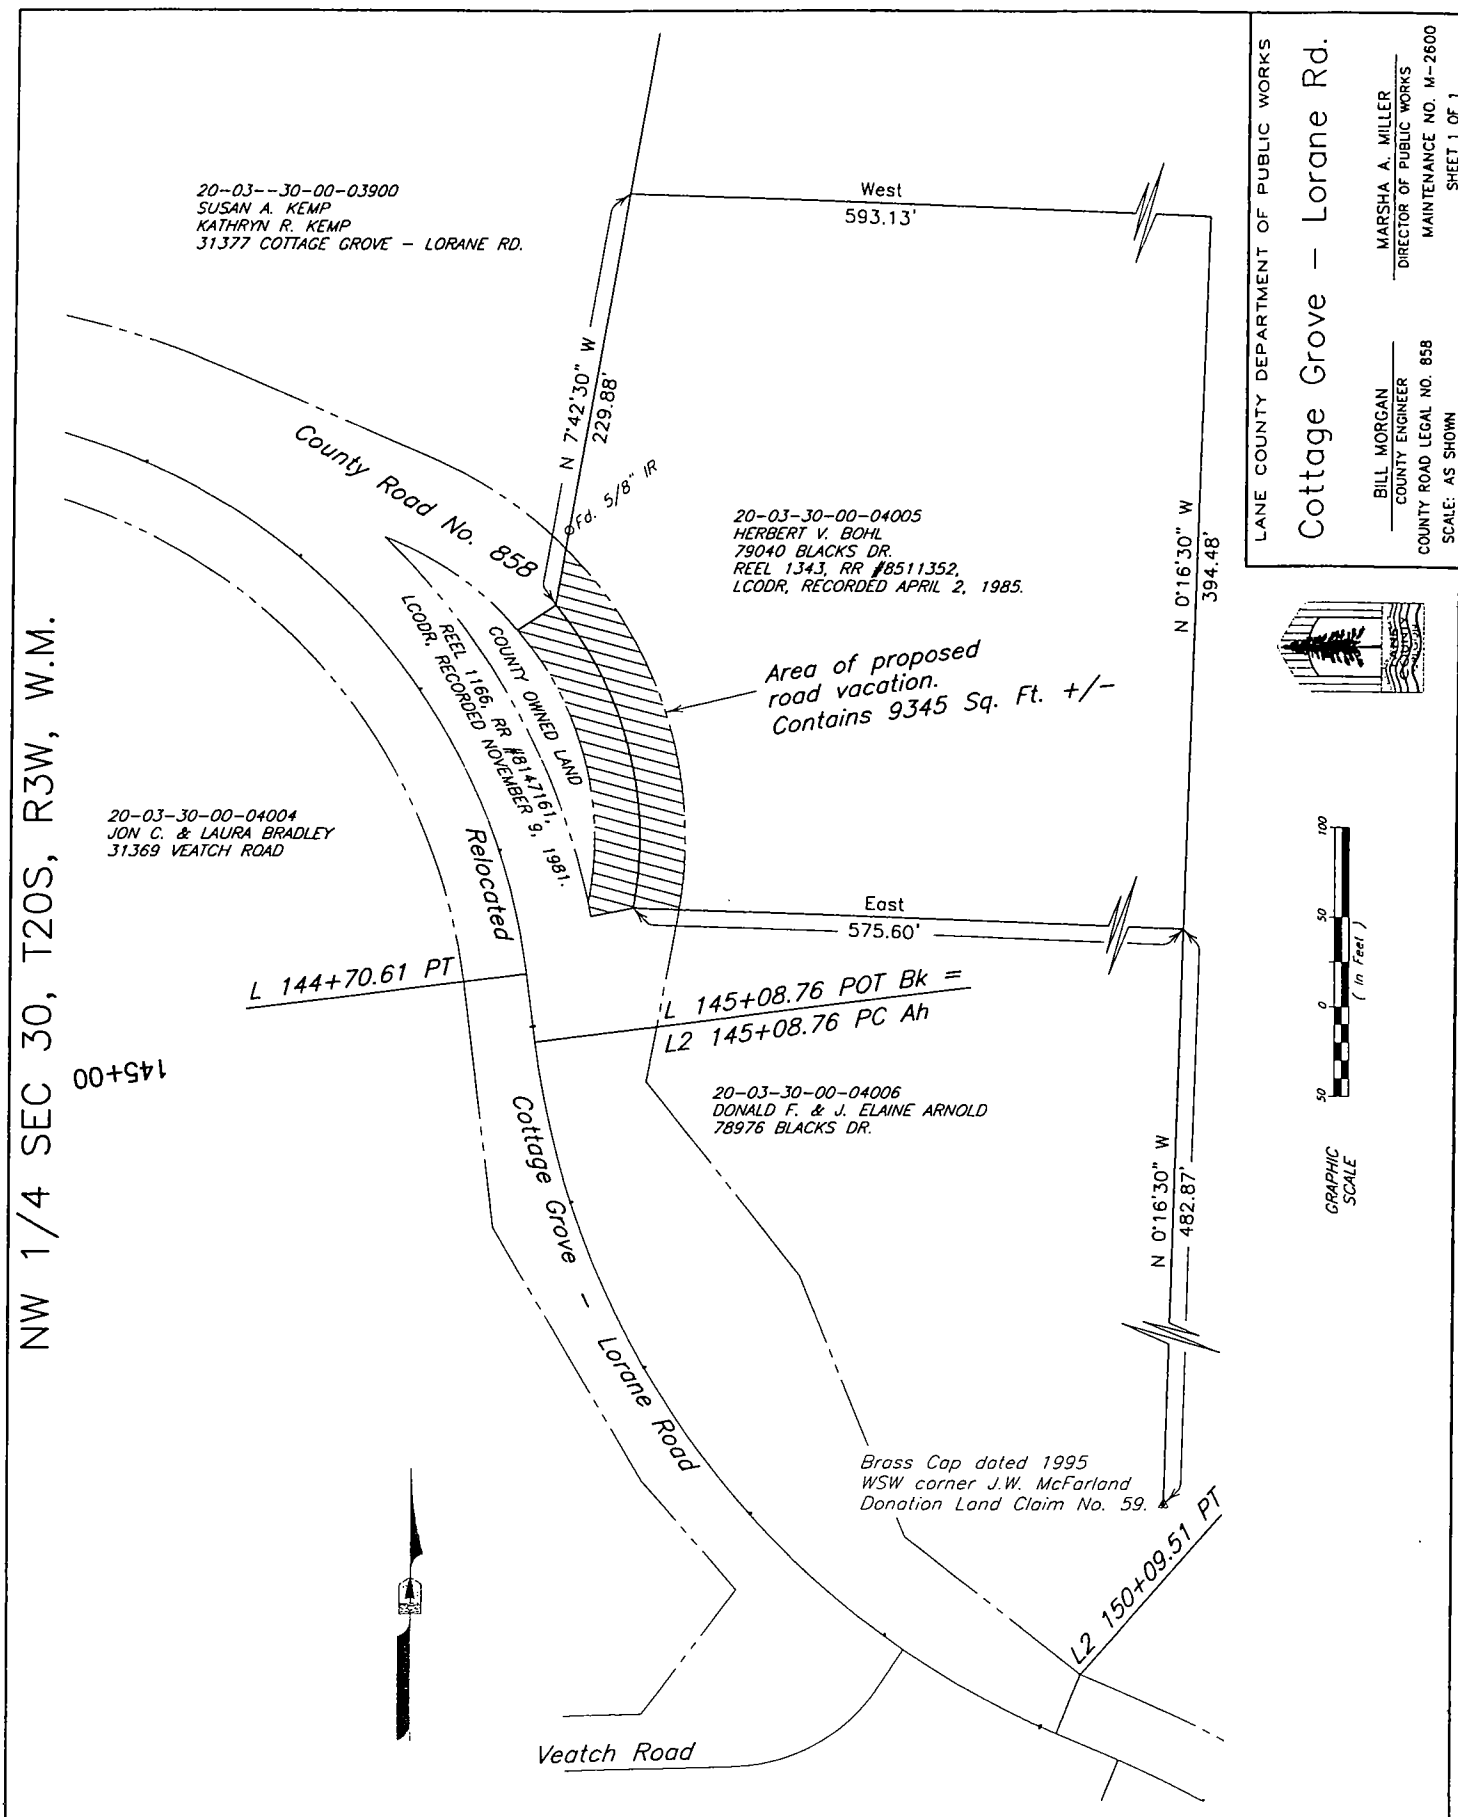 NW 1/4 SEC 30, T20S, R3W, W.M.
20-03--30-00-03900
SUSAN A. KEMP
KATHRYN R. KEMP
31377 COTTAGE GROVE – LORANE RD.
West
593.13'
N 7°42'30" W
229.88'
Fd. 5/8" IR
County Road No. 858
20-03-30-00-04005
HERBERT V. BOHL
79040 BLACKS DR.
REEL 1343, RR #8511352,
LCODR, RECORDED APRIL 2, 1985.
N 0°16'30" W
394.48'
COUNTY OWNED LAND
REEL 1166, RR #8147161,
LCODR, RECORDED NOVEMBER 9, 1981.
Area of proposed
road vacation.
Contains 9345 Sq. Ft. +/-
20-03-30-00-04004
JON C. & LAURA BRADLEY
31369 VEATCH ROAD
Relocated
East
575.60'
L 144+70.61 PT
L 145+08.76 POT Bk =
L2 145+08.76 PC Ah
145+00
20-03-30-00-04006
DONALD F. & J. ELAINE ARNOLD
78976 BLACKS DR.
Cottage Grove - Lorane Road
N 0°16'30" W
482.87'
Brass Cap dated 1995
WSW corner J.W. McFarland
Donation Land Claim No. 59.
L2 150+09.51 PT
Veatch Road
LANE COUNTY DEPARTMENT OF PUBLIC WORKS
Cottage Grove – Lorane Rd.
BILL MORGAN
COUNTY ENGINEER
MARSHA A. MILLER
DIRECTOR OF PUBLIC WORKS
COUNTY ROAD LEGAL NO. 858
MAINTENANCE NO. M-2600
SCALE: AS SHOWN
SHEET 1 OF 1
LANE
COUNTY
50 0 50 100
( In Feet )
GRAPHIC
SCALE